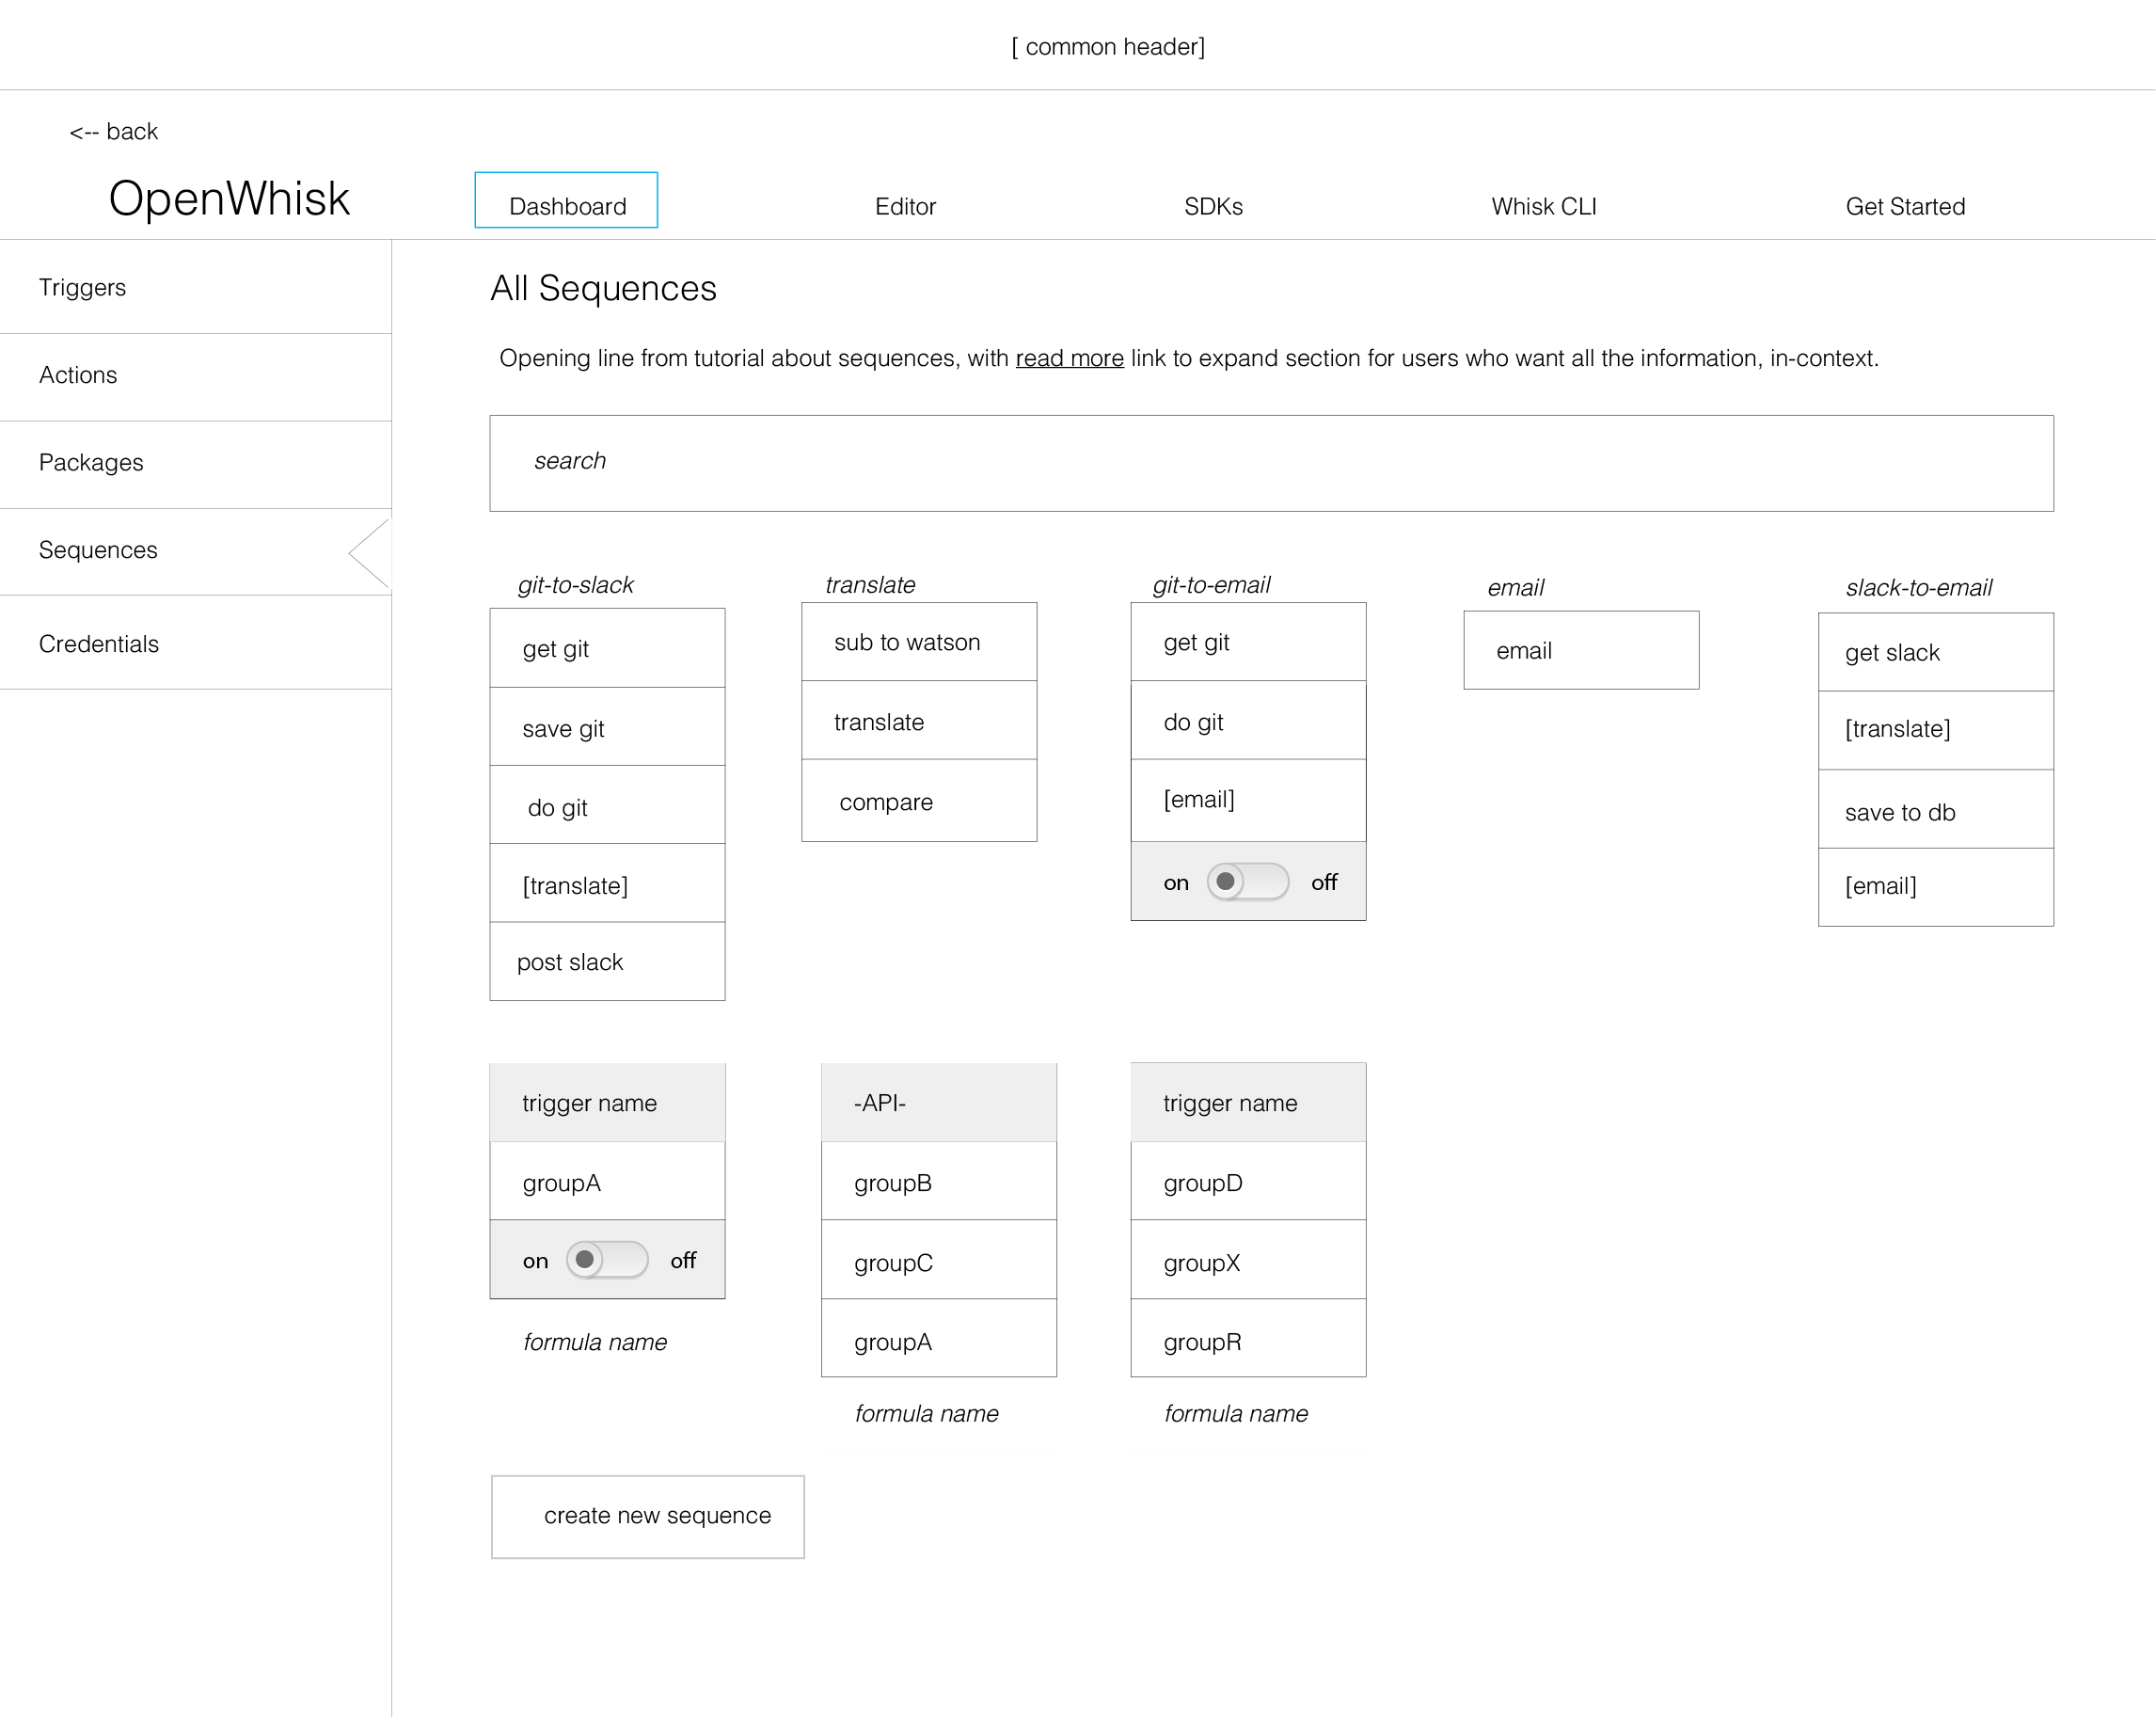 [ common header]
<-- back
OpenWhisk
Dashboard
Editor
SDKs
Whisk CLI
Get Started
Triggers
Actions
Packages
Sequences
Credentials
All Sequences
Opening line from tutorial about sequences, with read more link to expand section for users who want all the information, in-context.
search
git-to-slack
get git
save git
do git
[translate]
post slack
translate
sub to watson
translate
compare
git-to-email
get git
do git
[email]
on off
email
email
slack-to-email
get slack
[translate]
save to db
[email]
trigger name
groupA
on off
formula name
-API-
groupB
groupC
groupA
formula name
trigger name
groupD
groupX
groupR
formula name
create new sequence